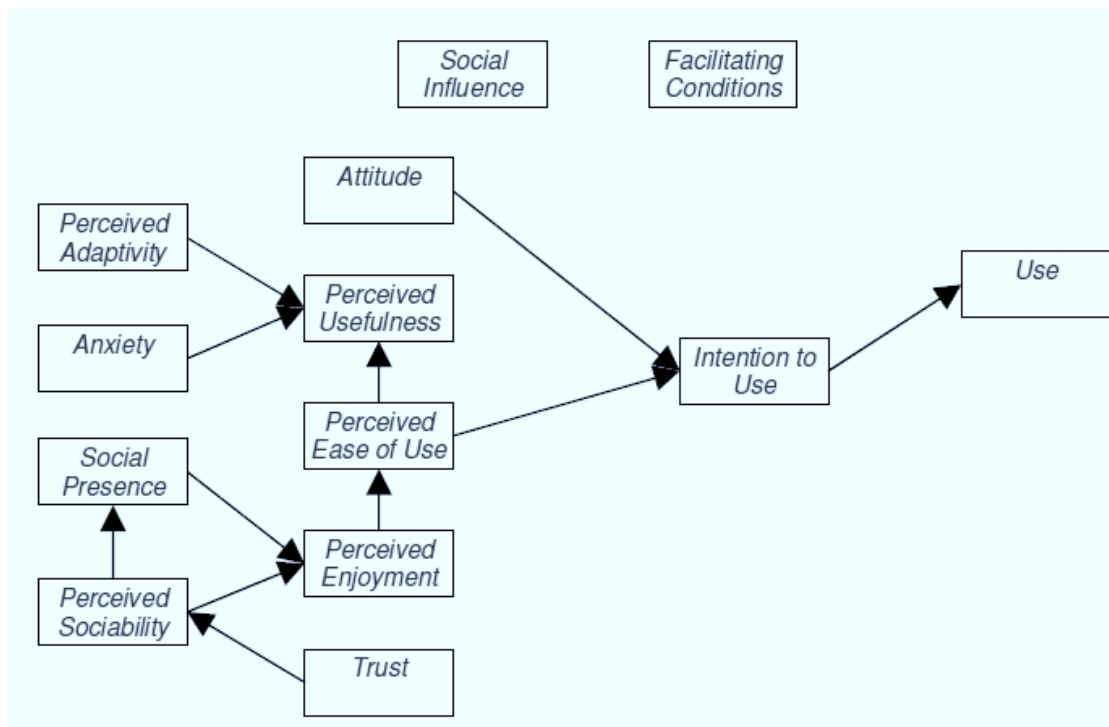 Social
Influence
Facilitating
Conditions
Attitude
Perceived
Adaptivity
Use
Perceived
Usefulness
Anxiety
Intention to
Use
Perceived
Ease of Use
Social
Presence
Perceived
Enjoyment
Perceived
Sociability
Trust